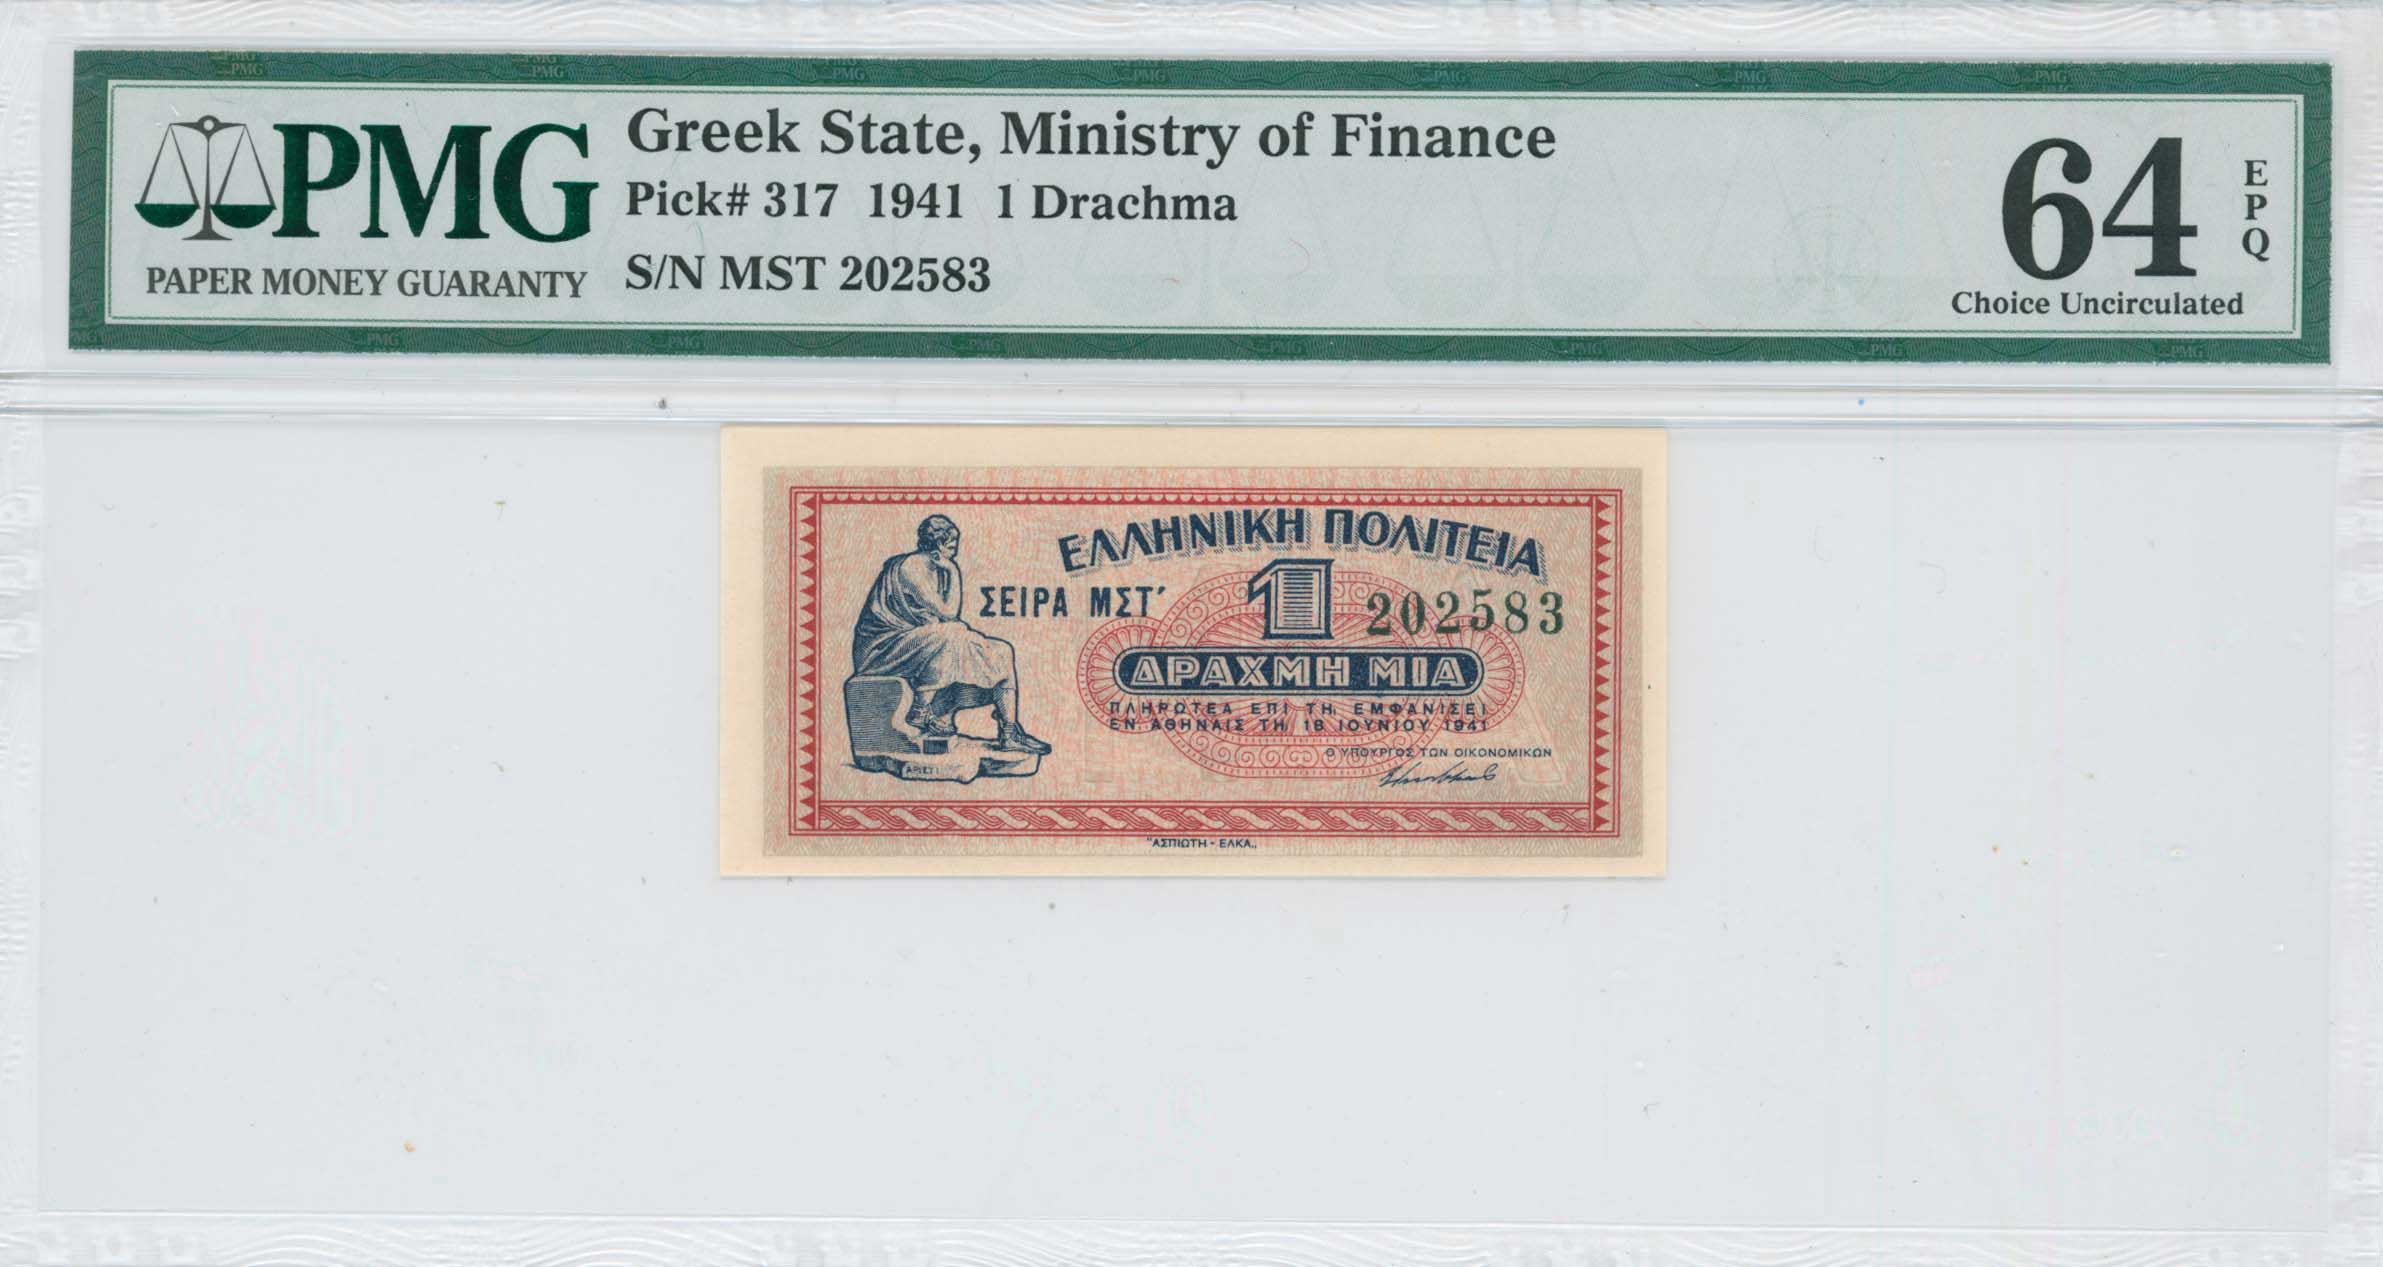 PMG
PAPER MONEY GUARANTY
Greek State, Ministry of Finance
Pick# 317 1941 1 Drachma
S/N MST 202583
64
EPQ
Choice Uncirculated
ΕΛΛΗΝΙΚΗ ΠΟΛΙΤΕΙΑ
ΣΕΙΡΑ ΜΣΤ′
1
202583
ΔΡΑΧΜΗ ΜΙΑ
ΠΛΗΡΩΤΕΑ ΕΠΙ ΤΗ, ΕΜΦΑΝΙΣΕΙ
ΕΝ ΑΘΗΝΑΙΣ ΤΗ, 18 ΙΟΥΝΙΟΥ 1941
Ο ΥΠΟΥΡΓΟΣ ΤΩΝ ΟΙΚΟΝΟΜΙΚΩΝ
"ΑΣΠΙΩΤΗ - ΕΛΚΑ„